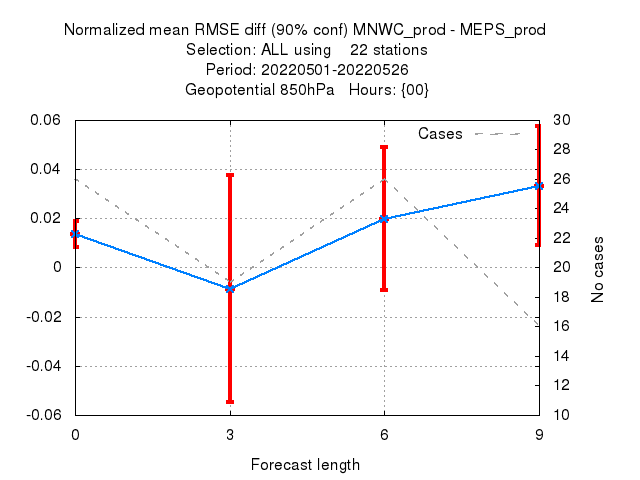 Normalized mean RMSE diff (90% conf) MNWC_prod - MEPS_prod
Selection: ALL using    22 stations
Period: 20220501-20220526
Geopotential 850hPa   Hours: {00}
Cases
0.06
0.04
0.02
0
-0.02
-0.04
-0.06
30
28
26
24
22
20
18
16
14
12
10
No cases
0 3 6 9
Forecast length